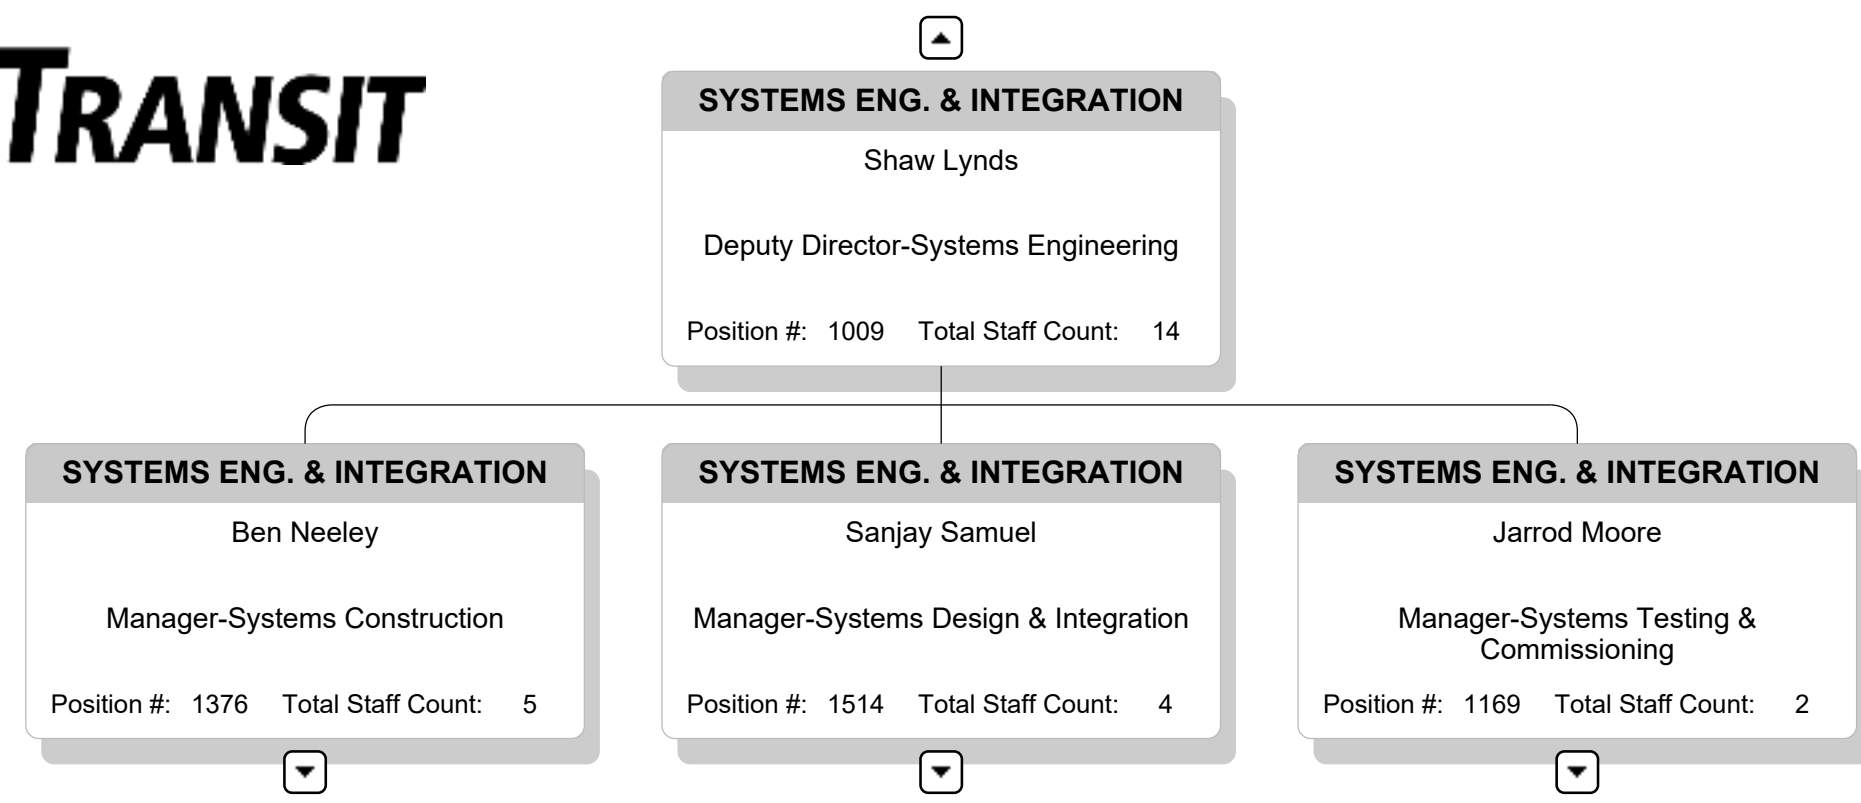 TRANSIT
SYSTEMS ENG. & INTEGRATION
Shaw Lynds
Deputy Director-Systems Engineering
Position #: 1009 Total Staff Count: 14
SYSTEMS ENG. & INTEGRATION
Ben Neeley
Manager-Systems Construction
Position #: 1376 Total Staff Count: 5
SYSTEMS ENG. & INTEGRATION
Sanjay Samuel
Manager-Systems Design & Integration
Position #: 1514 Total Staff Count: 4
SYSTEMS ENG. & INTEGRATION
Jarrod Moore
Manager-Systems Testing &
Commissioning
Position #: 1169 Total Staff Count: 2